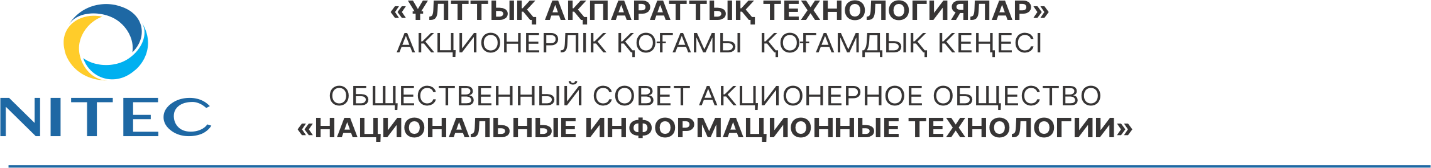 «ҰЛТТЫҚ АҚПАРАТТЫҚ ТЕХНОЛОГИЯЛАР»
АКЦИОНЕРЛІК ҚОҒАМЫ ҚОҒАМДЫҚ КЕҢЕСІ
ОБЩЕСТВЕННЫЙ СОВЕТ АКЦИОНЕРНОЕ ОБЩЕСТВО
«НАЦИОНАЛЬНЫЕ ИНФОРМАЦИОННЫЕ ТЕХНОЛОГИИ»
NITEC